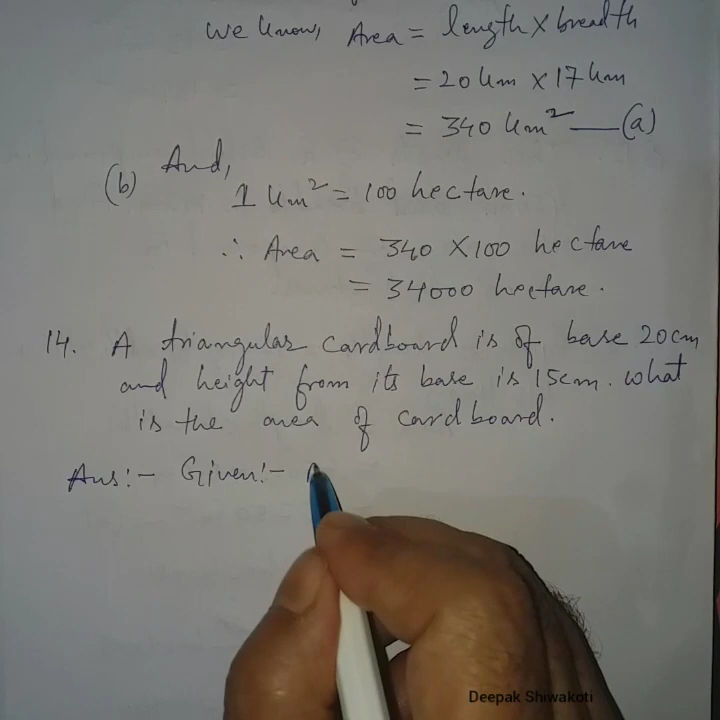 we know, Area = length × breadth
= 20 km × 17 km
= 340 km² — (a)
(b) And,
1 km² = 100 hectare.
∴ Area = 340 × 100 hectare
= 34000 hectare.
14. A triangular cardboard is of base 20cm
and height from its base is 15cm. what
is the area of cardboard.
Ans:- Given:-
Deepak Shiwakoti